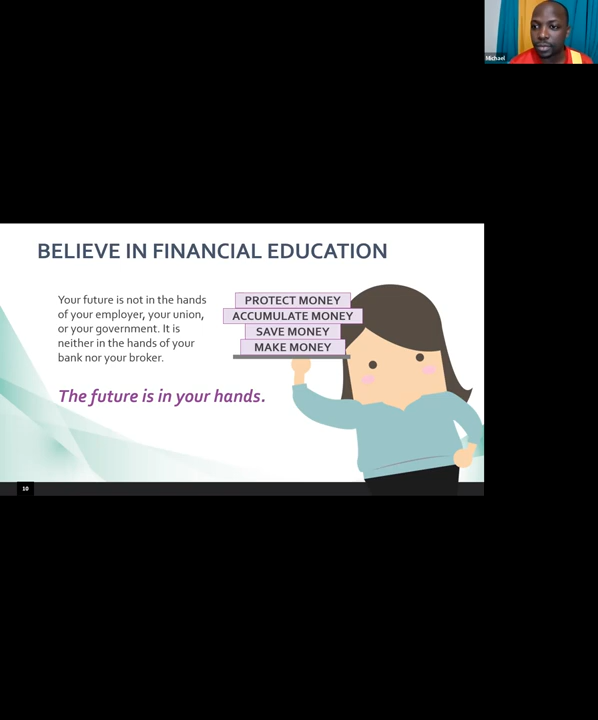 Michael
BELIEVE IN FINANCIAL EDUCATION
Your future is not in the hands
of your employer, your union,
or your government. It is
neither in the hands of your
bank nor your broker.
The future is in your hands.
PROTECT MONEY
ACCUMULATE MONEY
SAVE MONEY
MAKE MONEY
10